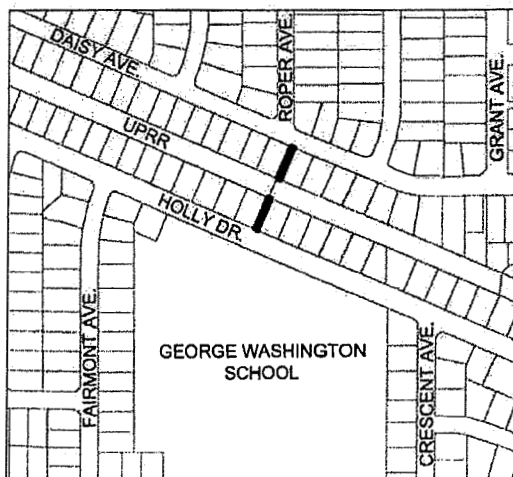 DAISY AVE.
ROPER AVE.
GRANT AVE.
UPRR
HOLLY DR.
FAIRMONT AVE.
GEORGE WASHINGTON
SCHOOL
CRESCENT AVE.